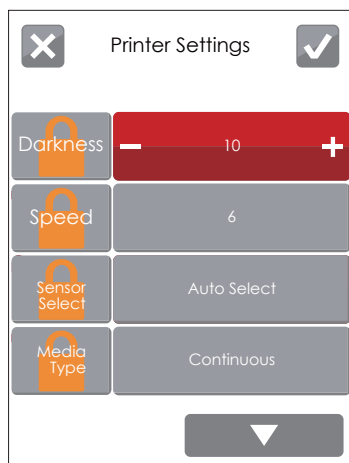 Printer Settings
Darkness
10
Speed
6
Sensor
Select
Auto Select
Media
Type
Continuous